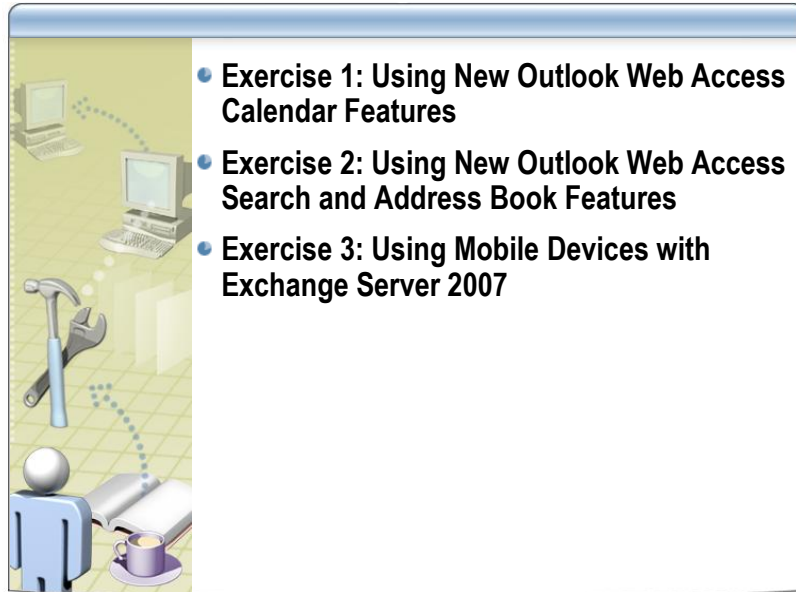 Exercise 1: Using New Outlook Web Access
Calendar Features
Exercise 2: Using New Outlook Web Access
Search and Address Book Features
Exercise 3: Using Mobile Devices with
Exchange Server 2007